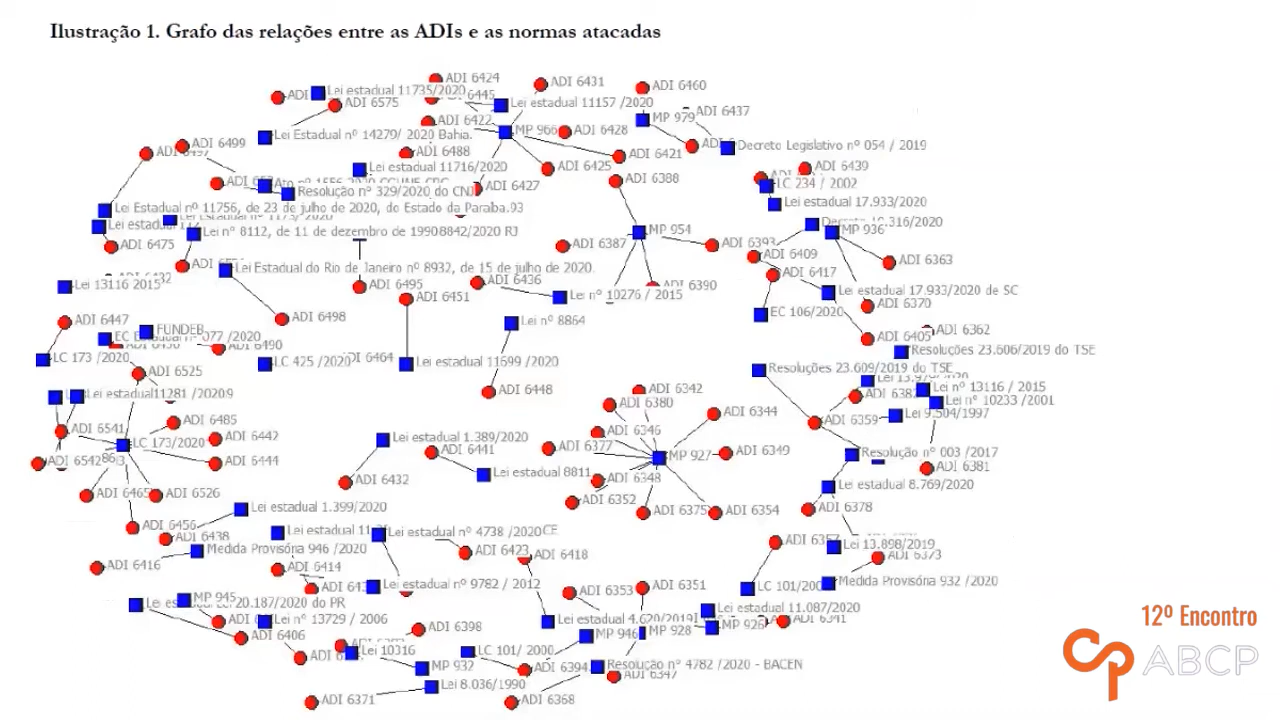 Ilustração 1. Grafo das relações entre as ADIs e as normas atacadas
ADI 6424
ADI 6431
ADI 6460
Lei estadual 11735/2020
ADI 6575
Lei estadual 11157 /2020
ADI 6437
MP 979
ADI 6422
MP 966
ADI 6428
Lei Estadual nº 14279/ 2020 Bahia.
ADI 6499
Decreto Legislativo nº 054 / 2019
ADI 6488
ADI 6421
Lei estadual 11716/2020
ADI 6425
ADI 6439
ADI 6388
LC 234 / 2002
ADI 6427
Resolução nº 329/2020 do CNJ
Lei estadual 17.933/2020
Lei Estadual nº 11756, de 23 de julho de 2020, do Estado da Paraíba.93
Lei nº 8112, de 11 de dezembro de 1990
8842/2020 RJ
MP 954
MP 936
ADI 6475
ADI 6387
ADI 6393
ADI 6409
ADI 6363
Lei Estadual do Rio de Janeiro nº 8932, de 15 de julho de 2020.
ADI 6417
Lei 13116 2015
ADI 6495
ADI 6436
ADI 6390
ADI 6451
Lei nº 10276 / 2015
Lei estadual 17.933/2020 de SC
ADI 6370
EC 106/2020
ADI 6447
ADI 6498
Lei nº 8864
FUNDEB
ADI 6362
ADI 6405
ADI 6490
Resoluções 23.606/2019 do TSE
LC 173 /2020
LC 425 /2020
ADI 6464
Lei estadual 11699 /2020
Resoluções 23.609/2019 do TSE
ADI 6525
ADI 6448
ADI 6342
Lei nº 13116 / 2015
Lei estadual
11281 /20209
Lei nº 10233 /2001
ADI 6380
ADI 6344
Lei 9.504/1997
ADI 6485
ADI 6359
ADI 6541
ADI 6346
ADI 6442
Lei estadual 1.389/2020
LC 173/2020
ADI 6377
ADI 6441
ADI 6349
Resolução nº 003 /2017
MP 927
ADI 6542
ADI 6444
ADI 6381
Lei estadual 8811
ADI 6348
ADI 6432
Lei estadual 8.769/2020
ADI 6465
ADI 6526
ADI 6352
Lei estadual 1.399/2020
ADI 6375
ADI 6354
ADI 6378
ADI 6456
ADI 6438
Lei estadual nº 4738 /2020
CE
Lei 13.898/2019
Medida Provisória 946 /2020
ADI 6423
ADI 6418
ADI 6373
ADI 6416
ADI 6414
Medida Provisória 932 /2020
Lei estadual nº 9782 / 2012
ADI 6353
ADI 6351
MP 945
20.187/2020 do PR
Lei estadual 11.087/2020
Lei nº 13729 / 2006
ADI 6341
MP 926
ADI 6398
MP 946
MP 928
ADI 6406
Lei 10316
LC 101/ 2000
MP 932
ADI 6394
Resolução nº 4782 /2020 - BACEN
ADI 6347
Lei 8.036/1990
ADI 6371
ADI 6368
12º Encontro
ABCP